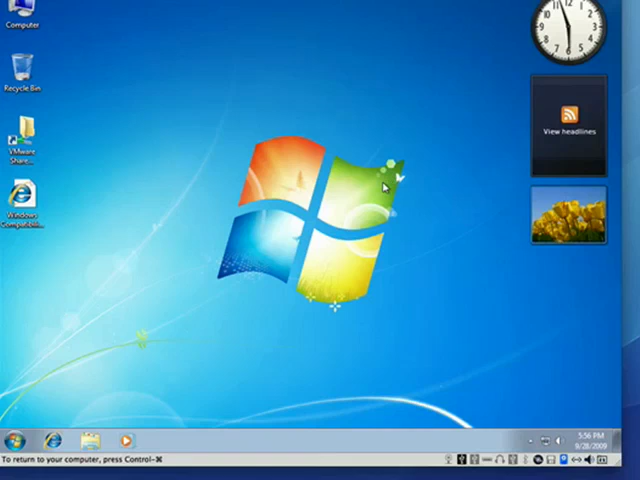 Computer
Recycle Bin
VMware
Share...
Windows
Compatibili...
View headlines
5:56 PM
9/28/2009
To return to your computer, press Control-⌘